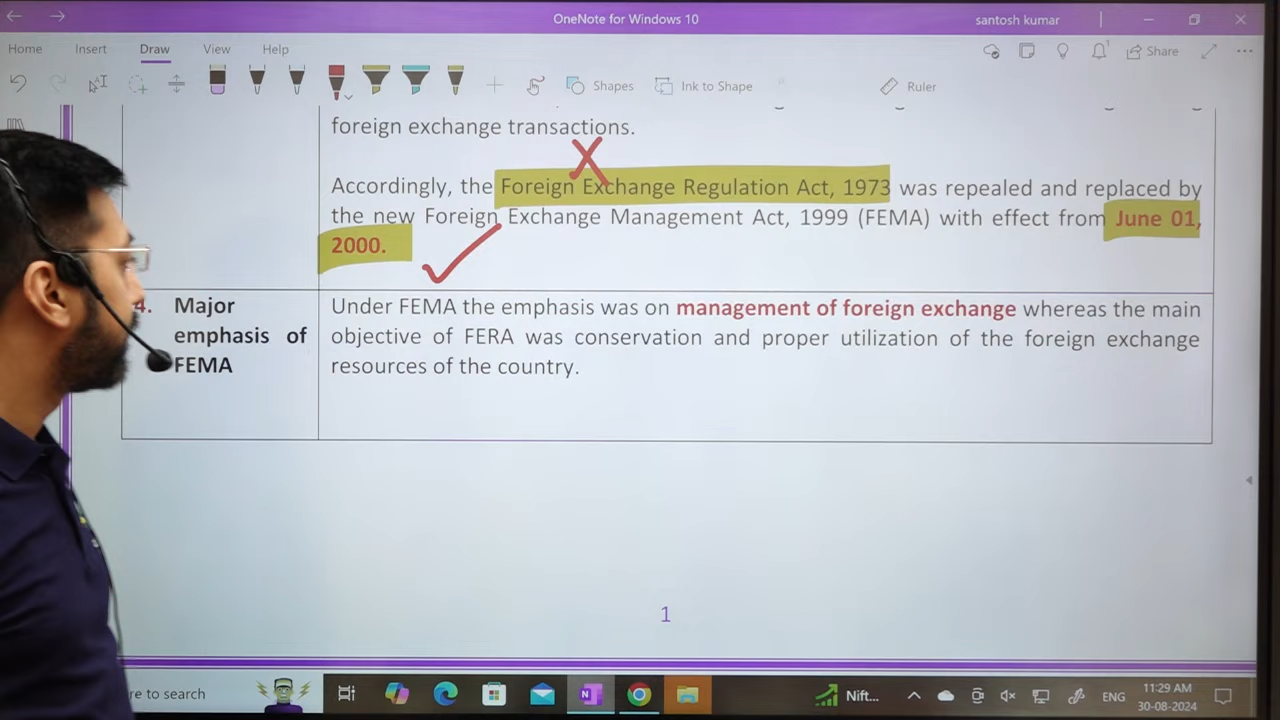 OneNote for Windows 10
santosh kumar
Home Insert Draw View Help
Share
Shapes
Ink to Shape
Ruler
foreign exchange transactions.
X
Accordingly, the Foreign Exchange Regulation Act, 1973 was repealed and replaced by
the new Foreign Exchange Management Act, 1999 (FEMA) with effect from June 01,
2000.
4. Major
emphasis of
FEMA
Under FEMA the emphasis was on management of foreign exchange whereas the main
objective of FERA was conservation and proper utilization of the foreign exchange
resources of the country.
1
re to search
Nift...
ENG
11:29 AM
30-08-2024